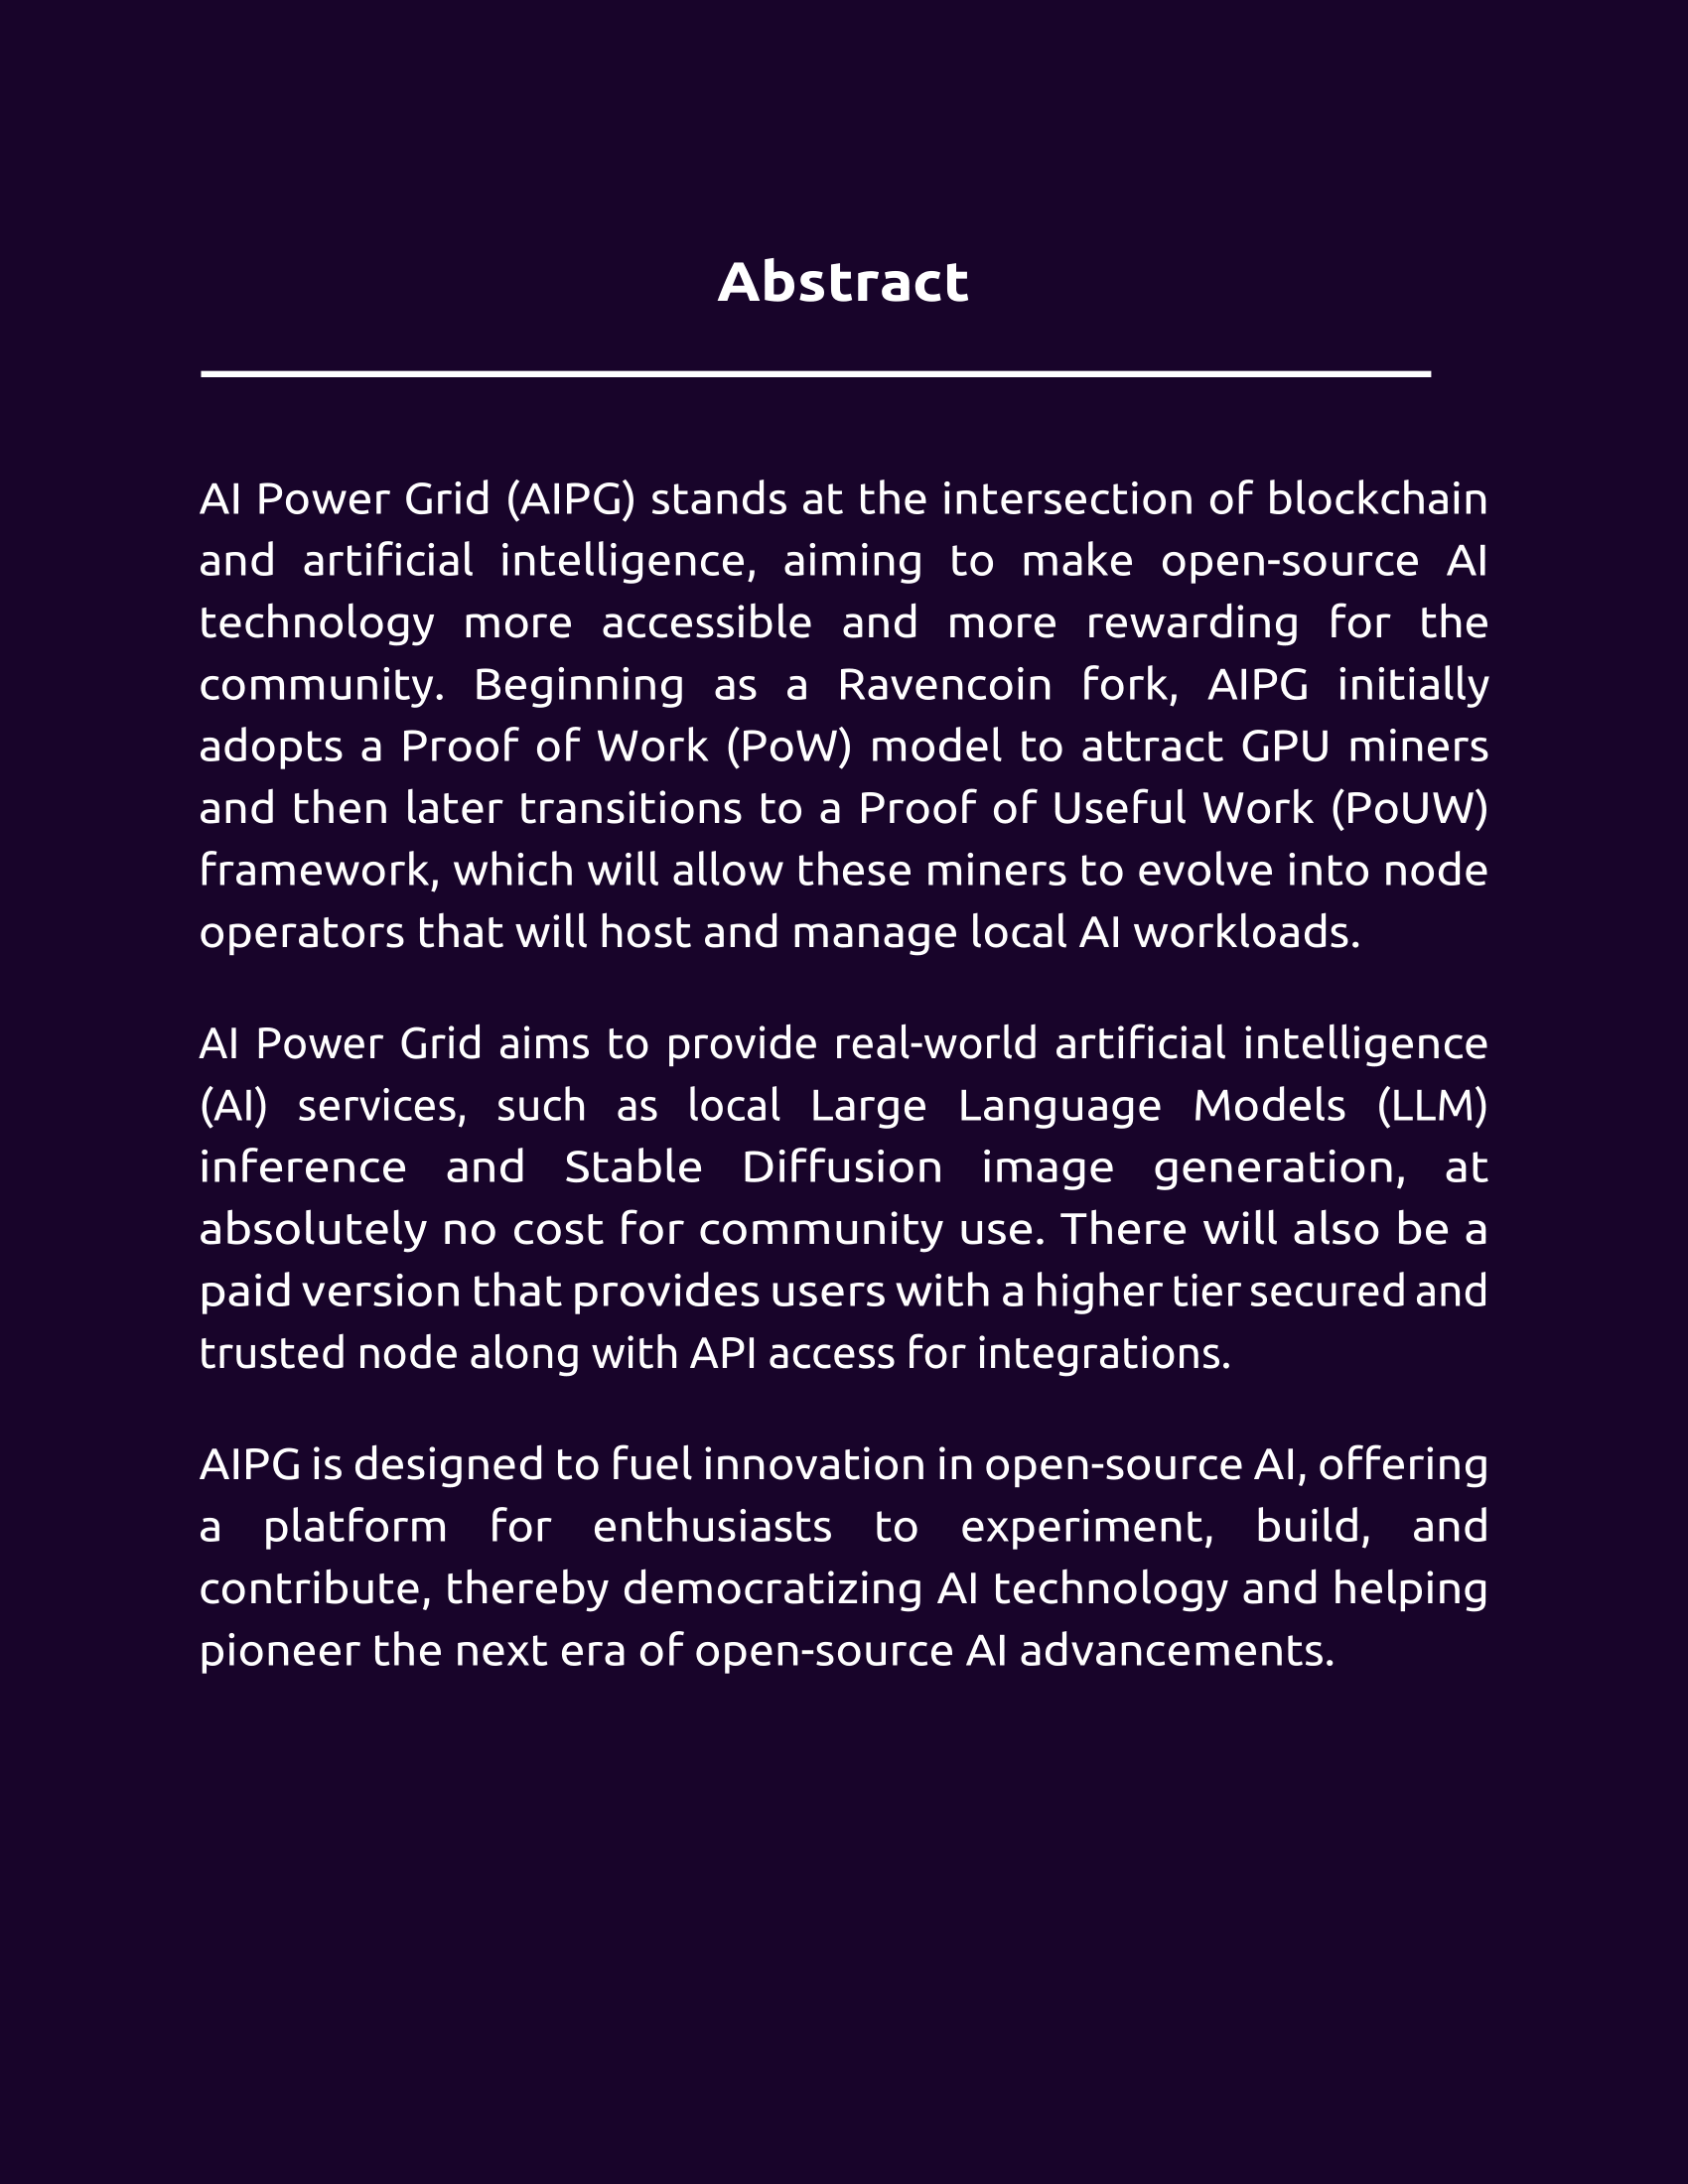 Abstract
AI Power Grid (AIPG) stands at the intersection of blockchain
and artificial intelligence, aiming to make open-source AI
technology more accessible and more rewarding for the
community. Beginning as a Ravencoin fork, AIPG initially
adopts a Proof of Work (PoW) model to attract GPU miners
and then later transitions to a Proof of Useful Work (PoUW)
framework, which will allow these miners to evolve into node
operators that will host and manage local AI workloads.
AI Power Grid aims to provide real-world artificial intelligence
(AI) services, such as local Large Language Models (LLM)
inference and Stable Diffusion image generation, at
absolutely no cost for community use. There will also be a
paid version that provides users with a higher tier secured and
trusted node along with API access for integrations.
AIPG is designed to fuel innovation in open-source AI, offering
a platform for enthusiasts to experiment, build, and
contribute, thereby democratizing AI technology and helping
pioneer the next era of open-source AI advancements.